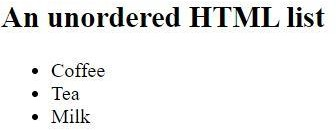 An unordered HTML list
• Coffee
• Tea
• Milk